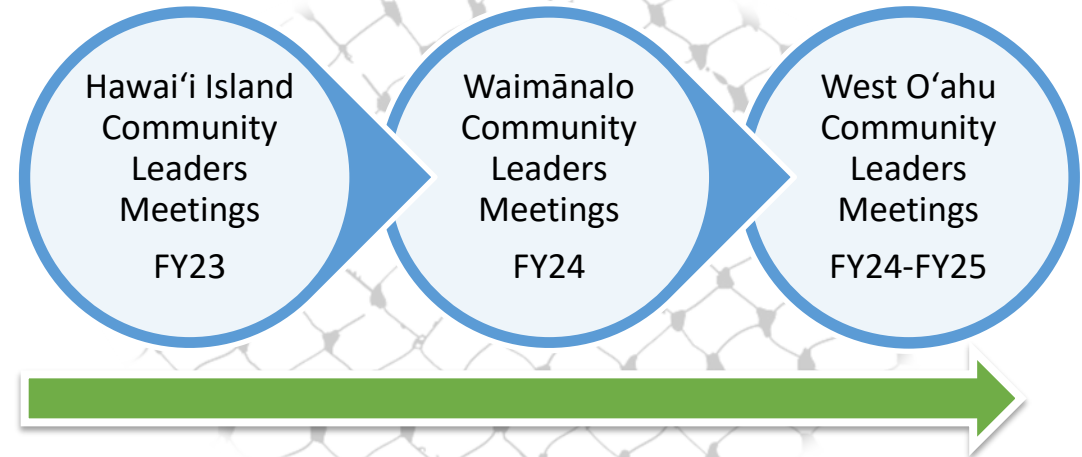 Hawaiʻi Island
Community
Leaders
Meetings
FY23
Waimānalo
Community
Leaders
Meetings
FY24
West Oʻahu
Community
Leaders
Meetings
FY24-FY25